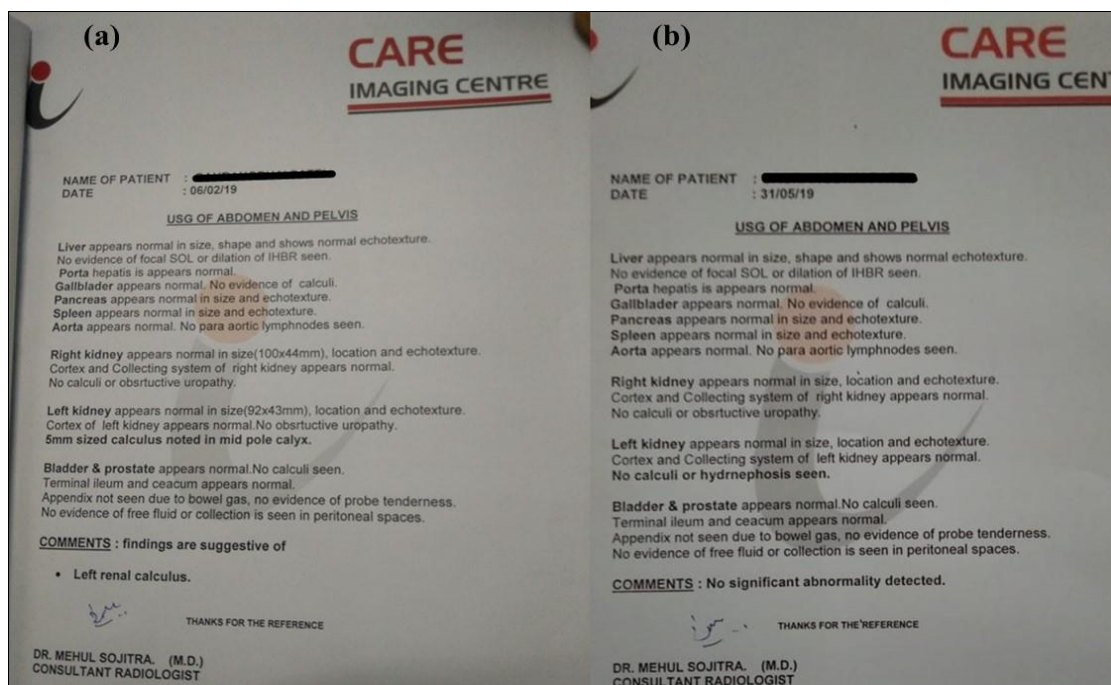 (a)
CARE
IMAGING CENTRE
NAME OF PATIENT :
DATE : 06/02/19
USG OF ABDOMEN AND PELVIS
Liver appears normal in size, shape and shows normal echotexture.
No evidence of focal SOL or dilation of IHBR seen.
Porta hepatis is appears normal.
Gallblader appears normal. No evidence of calculi.
Pancreas appears normal in size and echotexture.
Spleen appears normal in size and echotexture.
Aorta appears normal. No para aortic lymphnodes seen.
Right kidney appears normal in size(100x44mm), location and echotexture.
Cortex and Collecting system of right kidney appears normal.
No calculi or obsrtuctive uropathy.
Left kidney appears normal in size(92x43mm), location and echotexture.
Cortex of left kidney appears normal.No obsrtuctive uropathy.
5mm sized calculus noted in mid pole calyx.
Bladder & prostate appears normal.No calculi seen.
Terminal ileum and ceacum appears normal.
Appendix not seen due to bowel gas, no evidence of probe tenderness.
No evidence of free fluid or collection is seen in peritoneal spaces.
COMMENTS : findings are suggestive of
• Left renal calculus.
THANKS FOR THE REFERENCE
DR. MEHUL SOJITRA. (M.D.)
CONSULTANT RADIOLOGIST
(b)
CARE
IMAGING CEN
NAME OF PATIENT :
DATE : 31/05/19
USG OF ABDOMEN AND PELVIS
Liver appears normal in size, shape and shows normal echotexture.
No evidence of focal SOL or dilation of IHBR seen.
Porta hepatis is appears normal.
Gallblader appears normal. No evidence of calculi.
Pancreas appears normal in size and echotexture.
Spleen appears normal in size and echotexture.
Aorta appears normal. No para aortic lymphnodes seen.
Right kidney appears normal in size, location and echotexture.
Cortex and Collecting system of right kidney appears normal.
No calculi or obsrtuctive uropathy.
Left kidney appears normal in size, location and echotexture.
Cortex and Collecting system of left kidney appears normal.
No calculi or hydrnephosis seen.
Bladder & prostate appears normal.No calculi seen.
Terminal ileum and ceacum appears normal.
Appendix not seen due to bowel gas, no evidence of probe tenderness.
No evidence of free fluid or collection is seen in peritoneal spaces.
COMMENTS : No significant abnormality detected.
THANKS FOR THE REFERENCE
DR. MEHUL SOJITRA. (M.D.)
CONSULTANT RADIOLOGIST